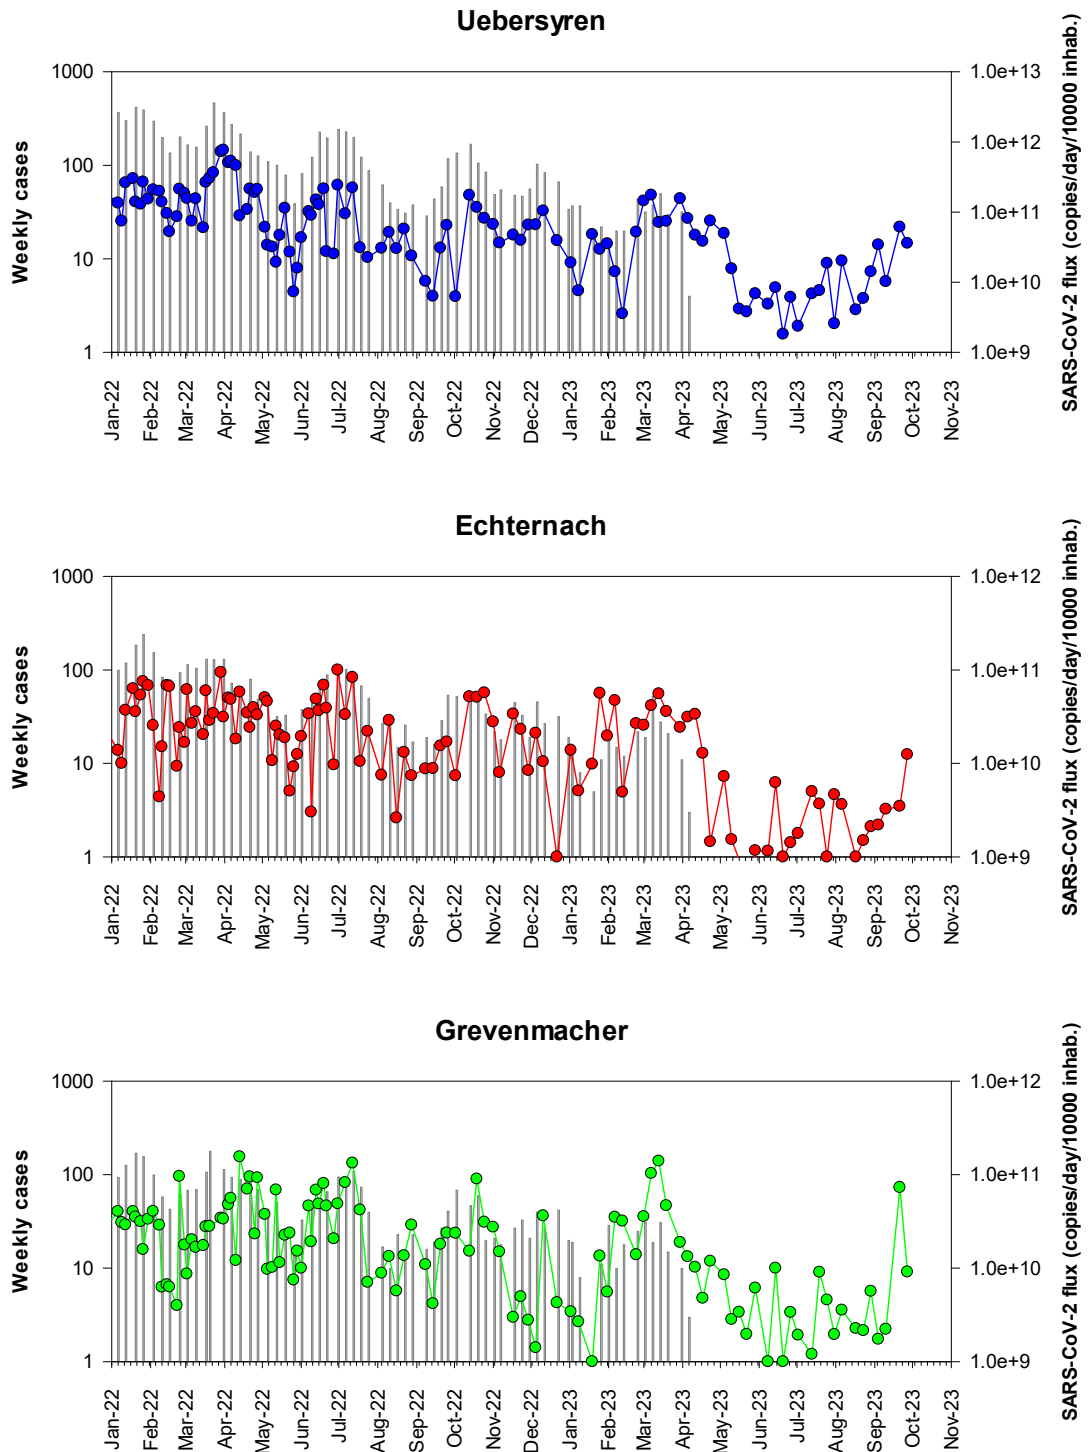 Uebersyren
Weekly cases
SARS-CoV-2 flux (copies/day/10000 inhab.)
1000
100
10
1
1.0e+13
1.0e+12
1.0e+11
1.0e+10
1.0e+9
Jan-22
Feb-22
Mar-22
Apr-22
May-22
Jun-22
Jul-22
Aug-22
Sep-22
Oct-22
Nov-22
Dec-22
Jan-23
Feb-23
Mar-23
Apr-23
May-23
Jun-23
Jul-23
Aug-23
Sep-23
Oct-23
Nov-23
Echternach
Weekly cases
SARS-CoV-2 flux (copies/day/10000 inhab.)
1000
100
10
1
1.0e+12
1.0e+11
1.0e+10
1.0e+9
Jan-22
Feb-22
Mar-22
Apr-22
May-22
Jun-22
Jul-22
Aug-22
Sep-22
Oct-22
Nov-22
Dec-22
Jan-23
Feb-23
Mar-23
Apr-23
May-23
Jun-23
Jul-23
Aug-23
Sep-23
Oct-23
Nov-23
Grevenmacher
Weekly cases
SARS-CoV-2 flux (copies/day/10000 inhab.)
1000
100
10
1
1.0e+12
1.0e+11
1.0e+10
1.0e+9
Jan-22
Feb-22
Mar-22
Apr-22
May-22
Jun-22
Jul-22
Aug-22
Sep-22
Oct-22
Nov-22
Dec-22
Jan-23
Feb-23
Mar-23
Apr-23
May-23
Jun-23
Jul-23
Aug-23
Sep-23
Oct-23
Nov-23